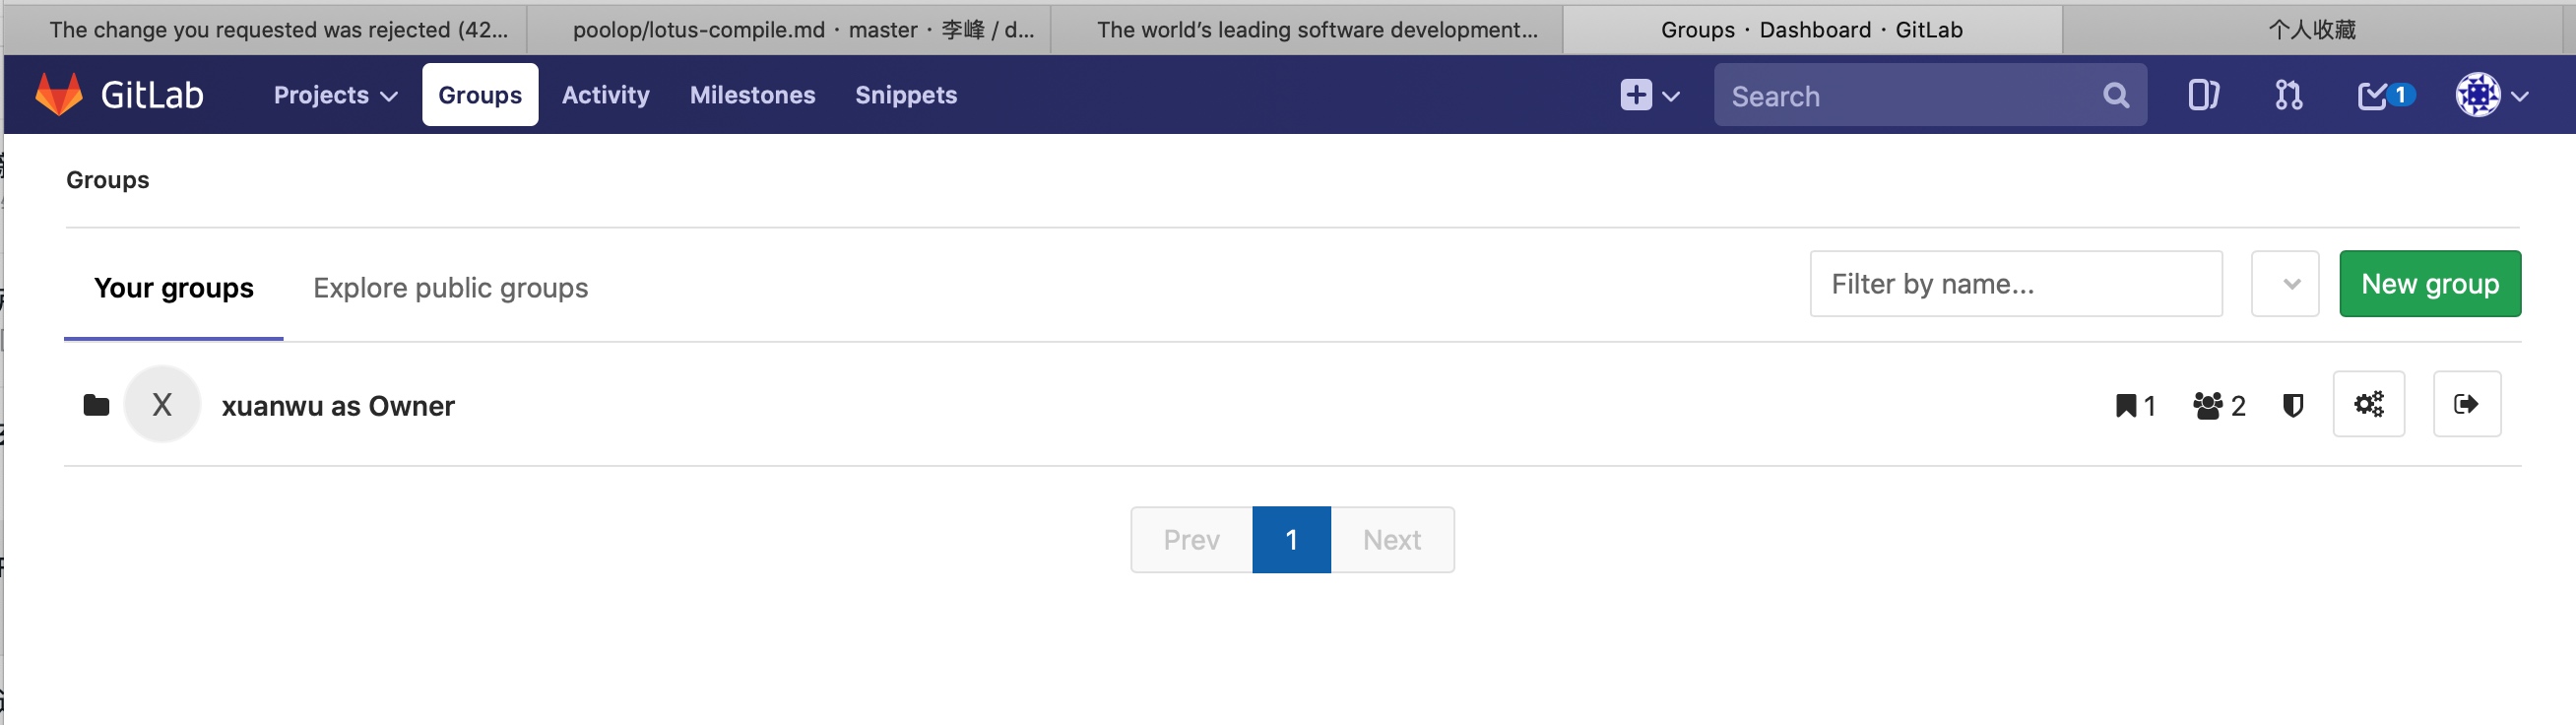 The change you requested was rejected (42...
poolop/lotus-compile.md · master · 李峰 / d...
The world's leading software development...
Groups · Dashboard · GitLab
个人收藏
GitLab Projects Groups Activity Milestones Snippets Search 1
Groups
Your groups Explore public groups Filter by name... New group
X xuanwu as Owner 1 2
Prev 1 Next